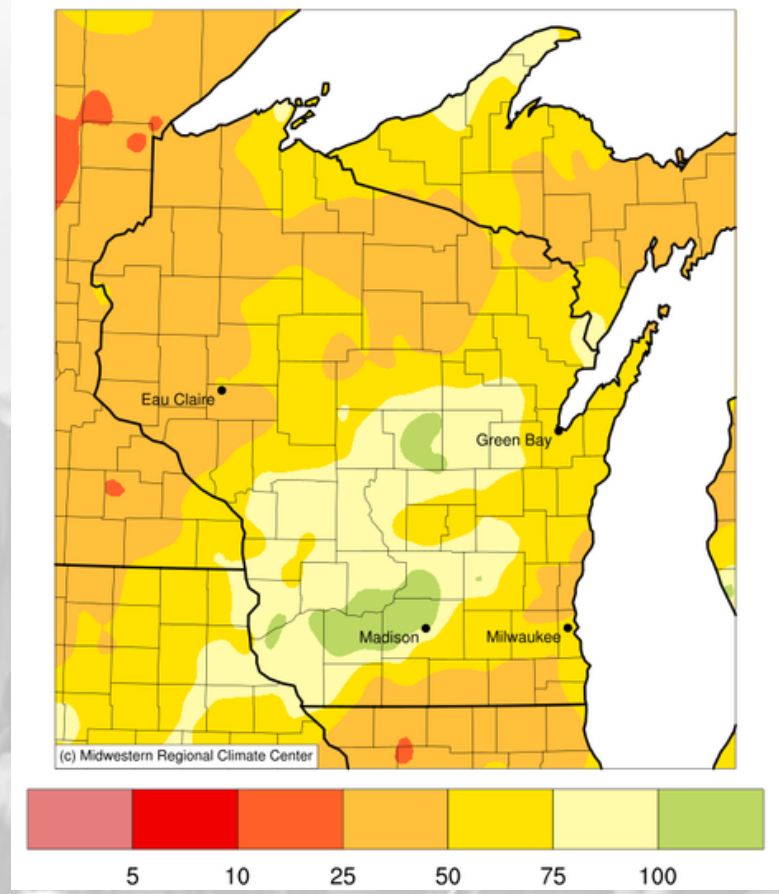 Eau Claire
Green Bay
Madison
Milwaukee
(c) Midwestern Regional Climate Center
5 10 25 50 75 100